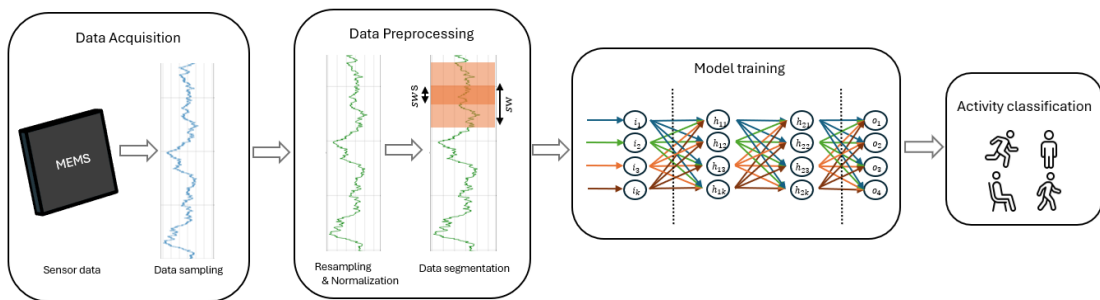 Data Acquisition
MEMS
Sensor data
Data sampling
Data Preprocessing
sws
sw
Resampling
& Normalization
Data segmentation
Model training
i1 h11 h21 o1
i2 h12 h22 o2
i3 h13 h23 o3
ik h1k h2k o4
Activity classification